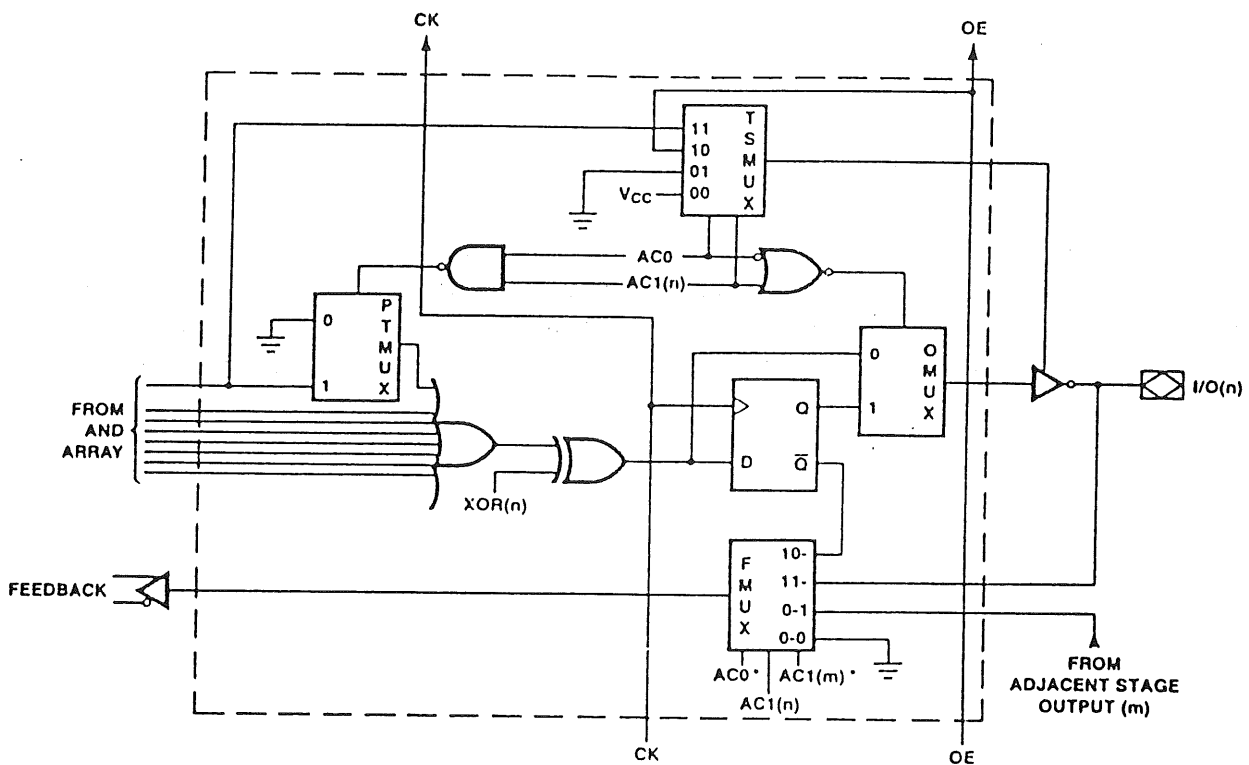 CK
OE
11
10
01
00
VCC
T
S
M
U
X
AC0
AC1(n)
0
1
P
T
M
U
X
0
1
O
M
U
X
I/O(n)
FROM
AND
ARRAY
XOR(n)
Q
D
Q
FEEDBACK
F
M
U
X
10-
11-
0-1
0-0
AC0*
AC1(m)*
AC1(n)
FROM
ADJACENT STAGE
OUTPUT (m)
CK
OE